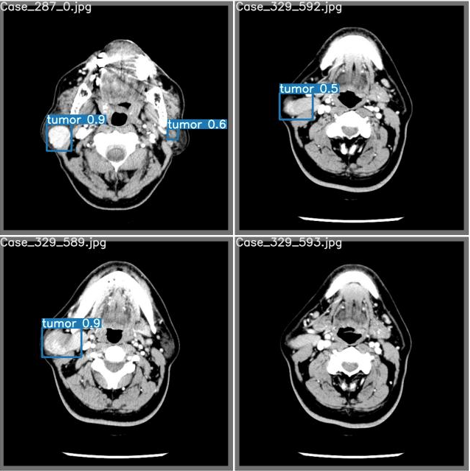 Case_287_0.jpg
tumor 0.9
tumor 0.6
Case_329_592.jpg
tumor 0.5
Case_329_589.jpg
tumor 0.9
Case_329_593.jpg